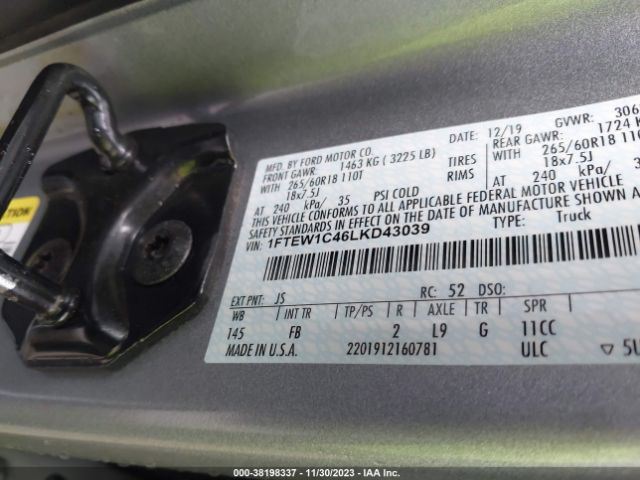 MFD. BY FORD MOTOR CO.
DATE: 12/19 GVWR: 306
FRONT GAWR: 1463 KG ( 3225 LB) REAR GAWR: 1724 K
WITH 265/60R18 110T TIRES WITH 265/60R18 110
18x7.5J RIMS 18x7.5J
AT 240 kPa/ 35 PSI COLD AT 240 kPa/ 3
THIS VEHICLE CONFORMS TO ALL APPLICABLE FEDERAL MOTOR VEHICLE
SAFETY STANDARDS IN EFFECT ON THE DATE OF MANUFACTURE SHOWN A
VIN: 1FTEW1C46LKD43039 TYPE: Truck
EXT PNT: JS RC: 52 DSO:
WB INT TR TP/PS R AXLE TR SPR
145 FB 2 L9 G 11CC
MADE IN U.S.A. 2201912160781 ULC ▽ 5U
CAUTION
000-38198337 - 11/30/2023 - IAA Inc.